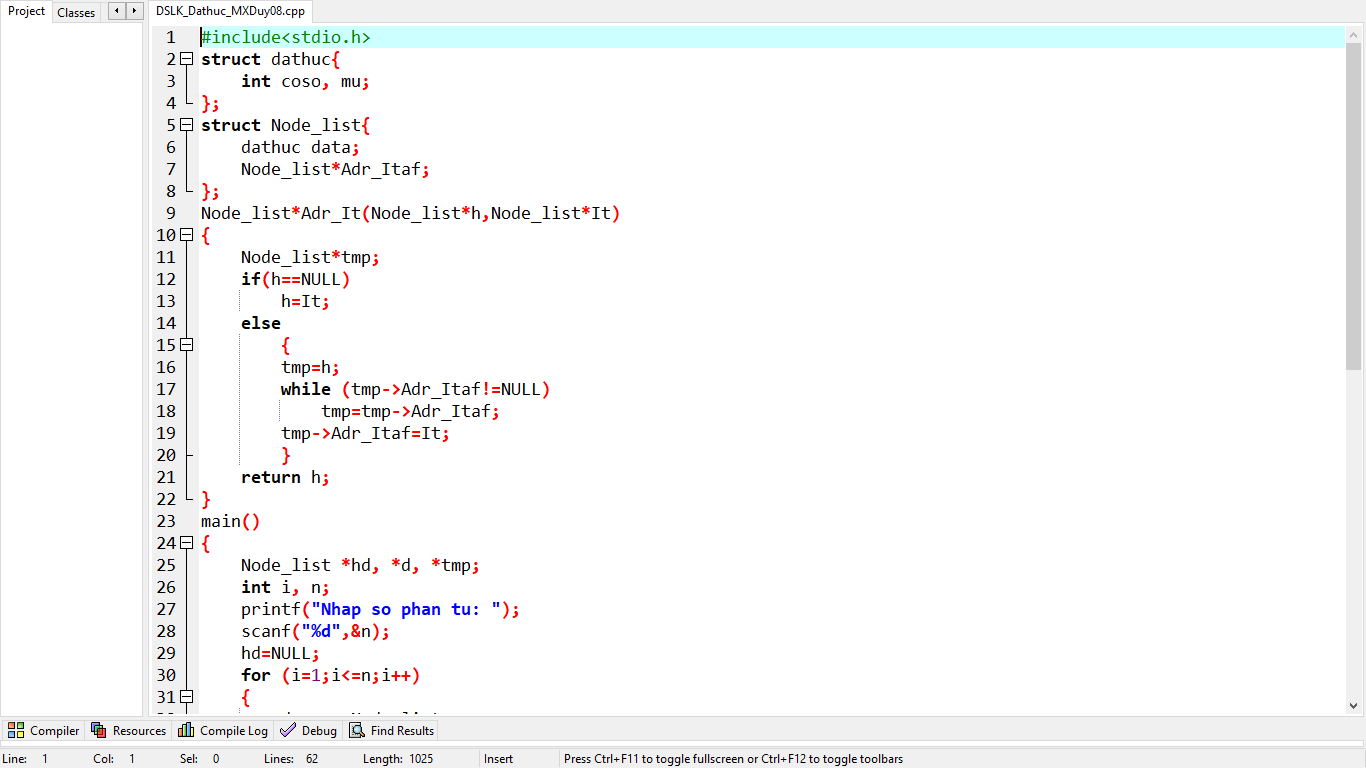 Project Classes DSLK_Dathuc_MXDuy08.cpp
1 #include<stdio.h>
2 struct dathuc{
3 int coso, mu;
4 };
5 struct Node_list{
6 dathuc data;
7 Node_list*Adr_Itaf;
8 };
9 Node_list*Adr_It(Node_list*h,Node_list*It)
10 {
11 Node_list*tmp;
12 if(h==NULL)
13 h=It;
14 else
15 {
16 tmp=h;
17 while (tmp->Adr_Itaf!=NULL)
18 tmp=tmp->Adr_Itaf;
19 tmp->Adr_Itaf=It;
20 }
21 return h;
22 }
23 main()
24 {
25 Node_list *hd, *d, *tmp;
26 int i, n;
27 printf("Nhap so phan tu: ");
28 scanf("%d",&n);
29 hd=NULL;
30 for (i=1;i<=n;i++)
31 {
Compiler Resources Compile Log Debug Find Results
Line: 1 Col: 1 Sel: 0 Lines: 62 Length: 1025 Insert Press Ctrl+F11 to toggle fullscreen or Ctrl+F12 to toggle toolbars